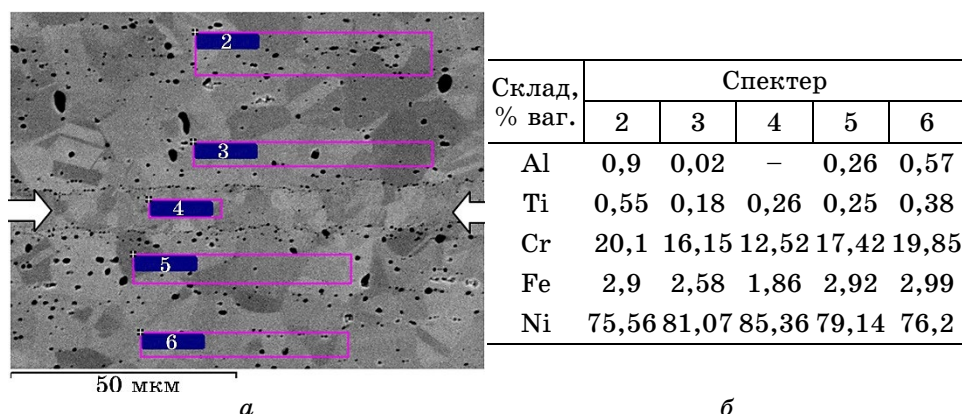 2
3
4
5
6
50 мкм
а
Склад, % ваг. Спектер
2 3 4 5 6
Al 0,9 0,02 – 0,26 0,57
Ti 0,55 0,18 0,26 0,25 0,38
Cr 20,1 16,15 12,52 17,42 19,85
Fe 2,9 2,58 1,86 2,92 2,99
Ni 75,56 81,07 85,36 79,14 76,2
б